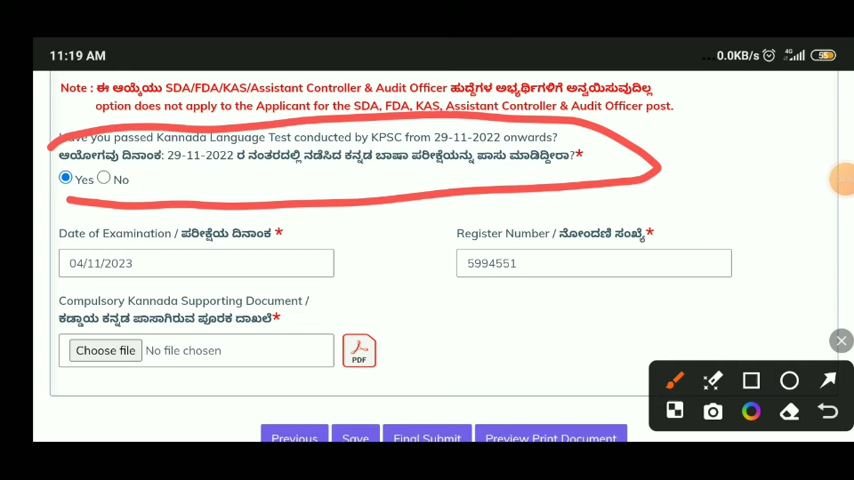 11:19 AM
...0.0KB/s 4G 55
Note : ಈ ಆಯ್ಕೆಯು SDA/FDA/KAS/Assistant Controller & Audit Officer ಹುದ್ದೆಗಳ ಅಭ್ಯರ್ಥಿಗಳಿಗೆ ಅನ್ವಯಿಸುವುದಿಲ್ಲ
option does not apply to the Applicant for the SDA, FDA, KAS, Assistant Controller & Audit Officer post.
Have you passed Kannada Language Test conducted by KPSC from 29-11-2022 onwards?
ಆಯೋಗವು ದಿನಾಂಕ: 29-11-2022 ರ ನಂತರದಲ್ಲಿ ನಡೆಸಿದ ಕನ್ನಡ ಬಾಷಾ ಪರೀಕ್ಷೆಯನ್ನು ಪಾಸು ಮಾಡಿದ್ದೀರಾ?*
Yes No
Date of Examination / ಪರೀಕ್ಷೆಯ ದಿನಾಂಕ * Register Number / ನೋಂದಣಿ ಸಂಖ್ಯೆ*
04/11/2023 5994551
Compulsory Kannada Supporting Document /
ಕಡ್ಡಾಯ ಕನ್ನಡ ಪಾಸಾಗಿರುವ ಪೂರಕ ದಾಖಲೆ*
Choose file No file chosen PDF
Previous Save Final Submit Preview Print Document